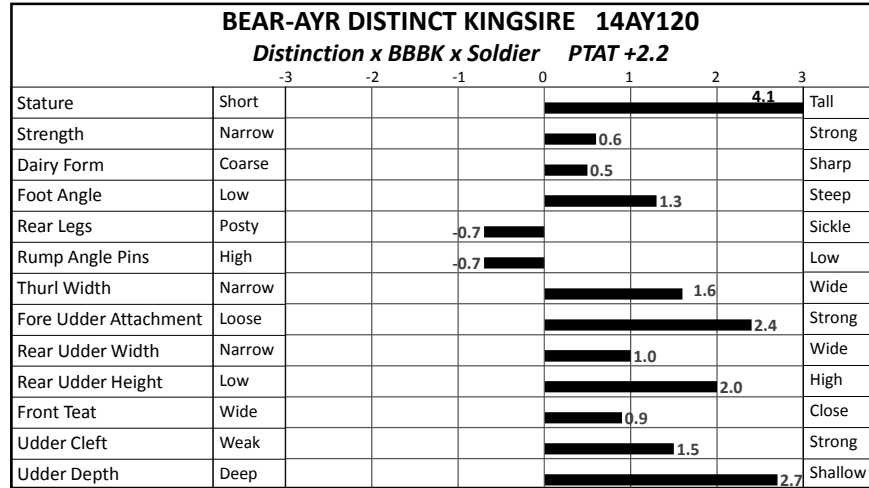 BEAR-AYR DISTINCT KINGSIRE 14AY120
Distinction x BBBK x Soldier PTAT +2.2
-3 -2 -1 0 1 2 3
Stature Short 4.1 Tall
Strength Narrow 0.6 Strong
Dairy Form Coarse 0.5 Sharp
Foot Angle Low 1.3 Steep
Rear Legs Posty -0.7 Sickle
Rump Angle Pins High -0.7 Low
Thurl Width Narrow 1.6 Wide
Fore Udder Attachment Loose 2.4 Strong
Rear Udder Width Narrow 1.0 Wide
Rear Udder Height Low 2.0 High
Front Teat Wide 0.9 Close
Udder Cleft Weak 1.5 Strong
Udder Depth Deep 2.7 Shallow